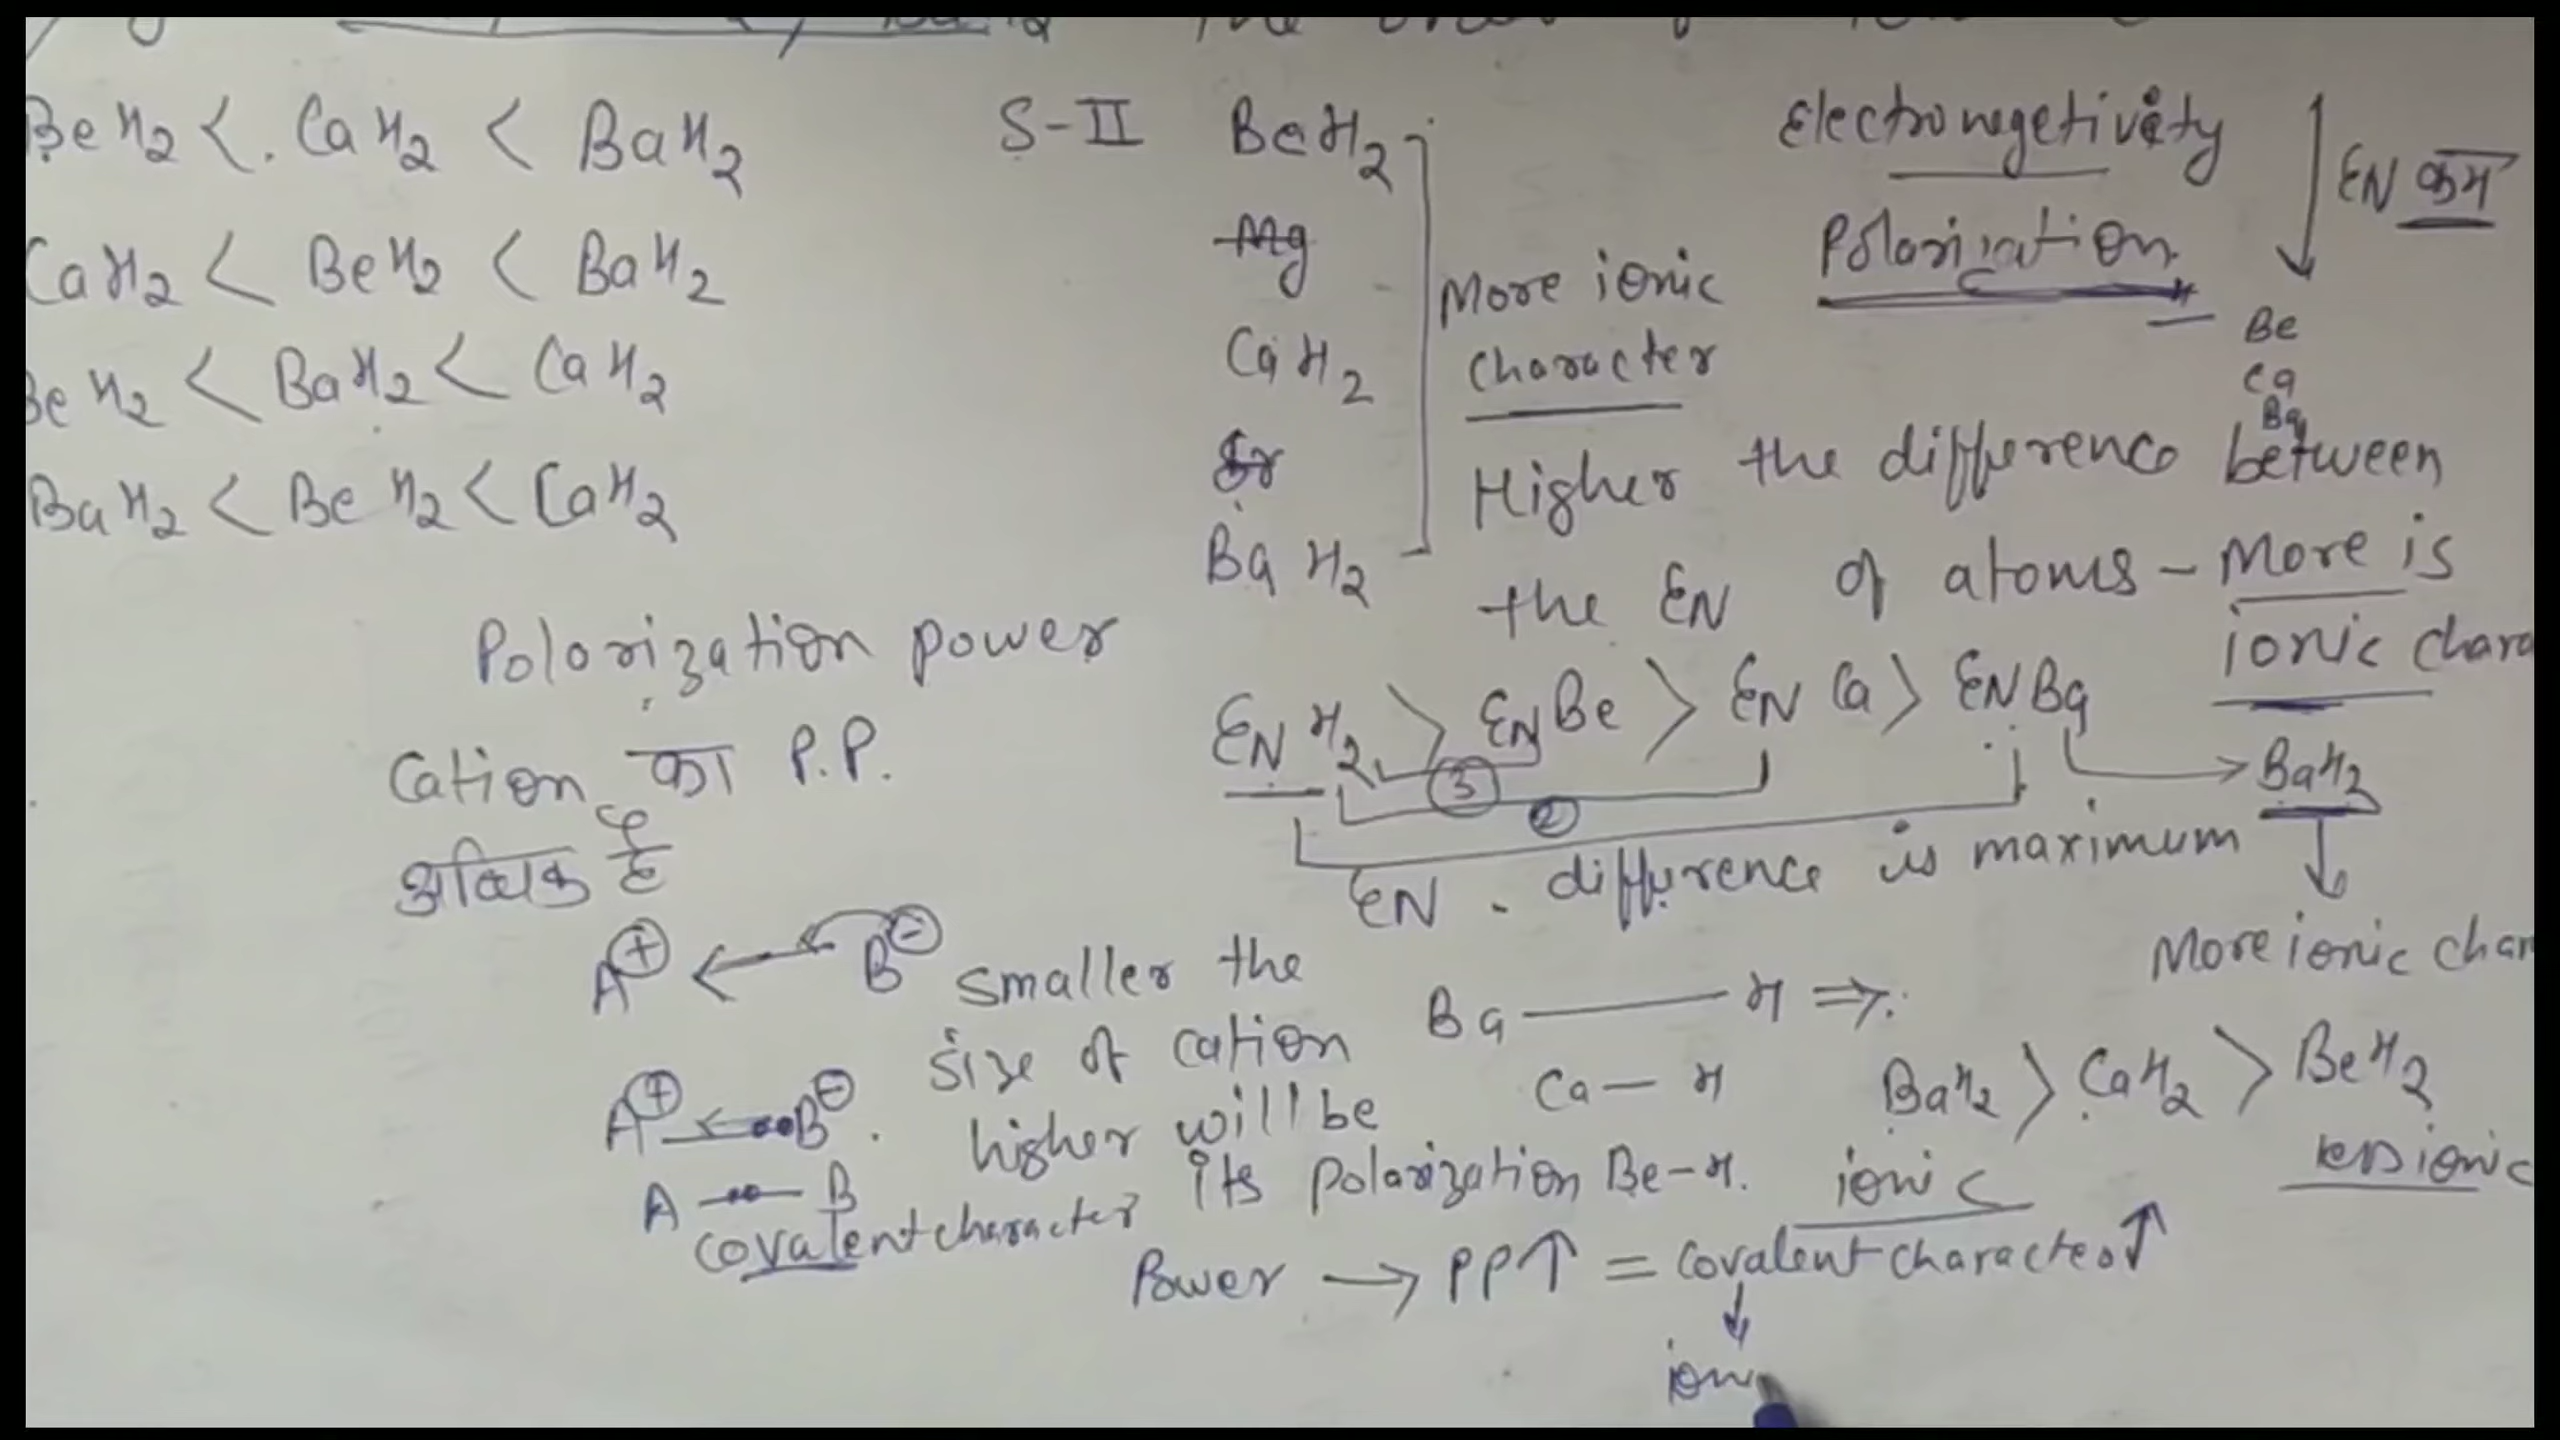 BeH2 < CaH2 < BaH2
CaH2 < BeH2 < BaH2
BeH2 < BaH2 < CaH2
BaH2 < BeH2 < CaH2
S-II BeH2
Mg
CaH2
Sr
BaH2
More ionic
character
Electronegetivity
Polarization
EN कम
Be
Ca
Ba
Higher the difference between
the EN of atoms - More is
ionic chara
EN H2 > EN Be > EN Ca > EN Ba
③
②
BaH2
EN - difference is maximum
More ionic char
Polorization power
Cation का P.P.
अधिक है
A⊕ ← B⊖
A⊕ ← B⊖.
A — B
covalent character
smaller the
size of cation
higher will be
its polarization
Power → PP↑ = covalent character↑
↓
ioni
Ba — H ⇒
Ca — H
Be - H.
BaH2 > CaH2 > BeH2
ionic
less ionic